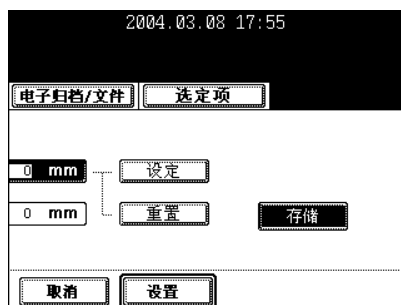 2004.03.08 17:55
电子归档/文件 选定项
0 mm 设定
0 mm 重置 存储
取消 设置